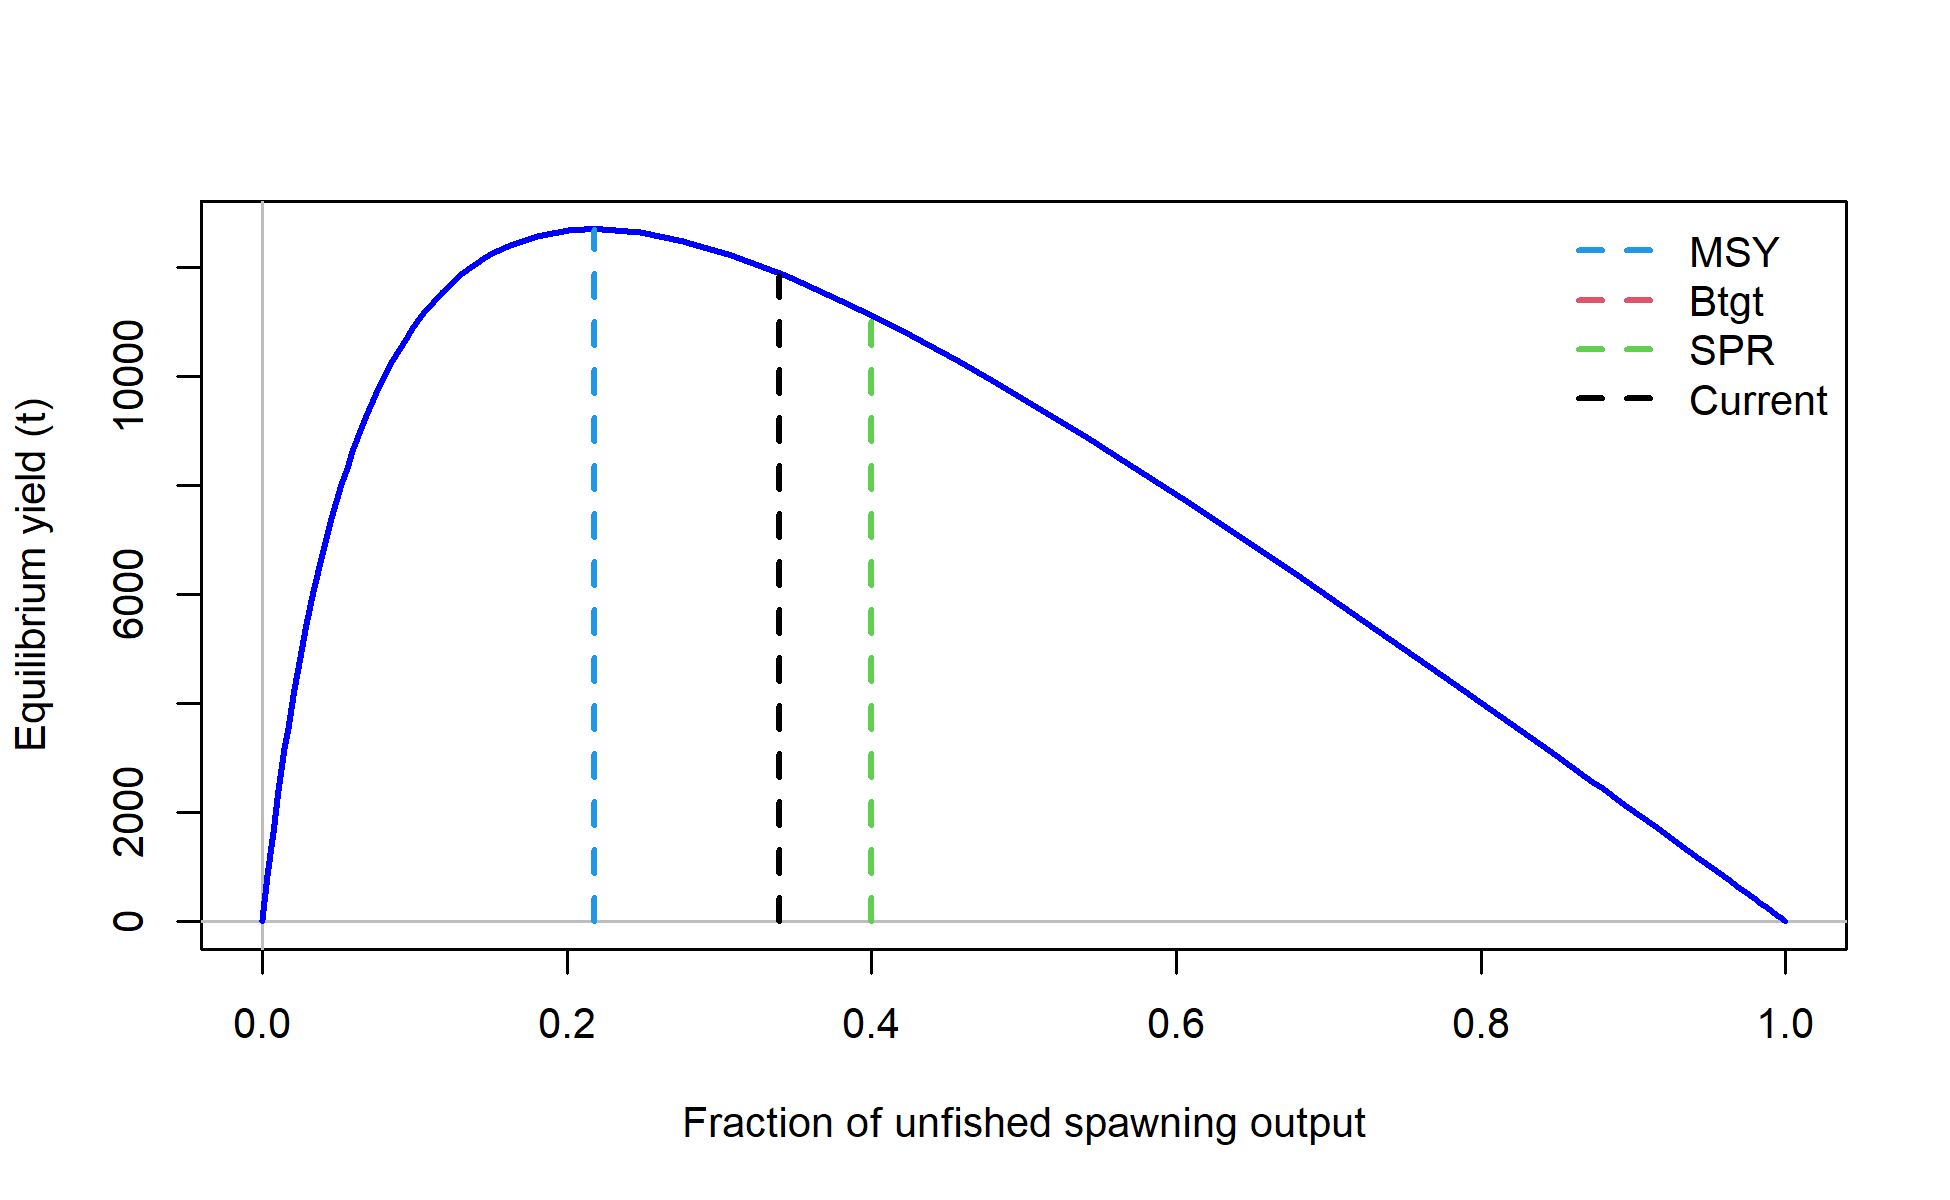 MSY
Btgt
SPR
Current
Equilibrium yield (t)
10000
6000
2000
0
0.0 0.2 0.4 0.6 0.8 1.0
Fraction of unfished spawning output